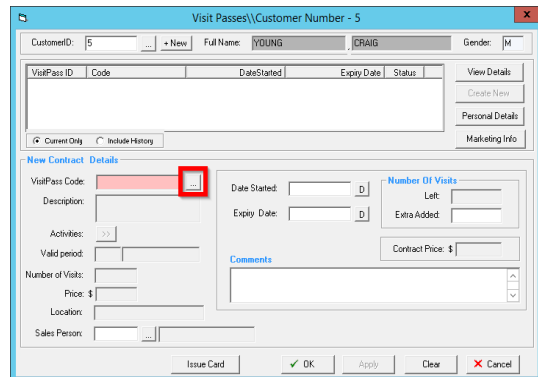 Visit Passes\\Customer Number - 5
x
CustomerID: 5 ... + New Full Name: YOUNG , CRAIG Gender: M
VisitPass ID Code DateStarted Expiry Date Status
View Details
Create New
Personal Details
Current Only Include History
Marketing Info
New Contract Details
VisitPass Code: ...
Description:
Activities: >>
Valid period:
Number of Visits:
Price: $
Location:
Sales Person: ...
Date Started: D
Expiry Date: D
Number Of Visits
Left:
Extra Added:
Contract Price: $
Comments
Issue Card OK Apply Clear Cancel